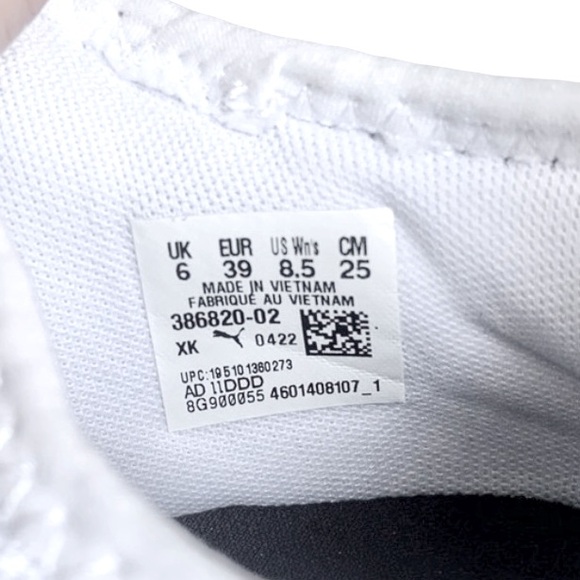 UK EUR US Wn's CM
6 39 8.5 25
MADE IN VIETNAM
FABRIQUÉ AU VIETNAM
386820-02
XK 0422
UPC:195101360273
AD 11DDD
8G900055 4601408107_1